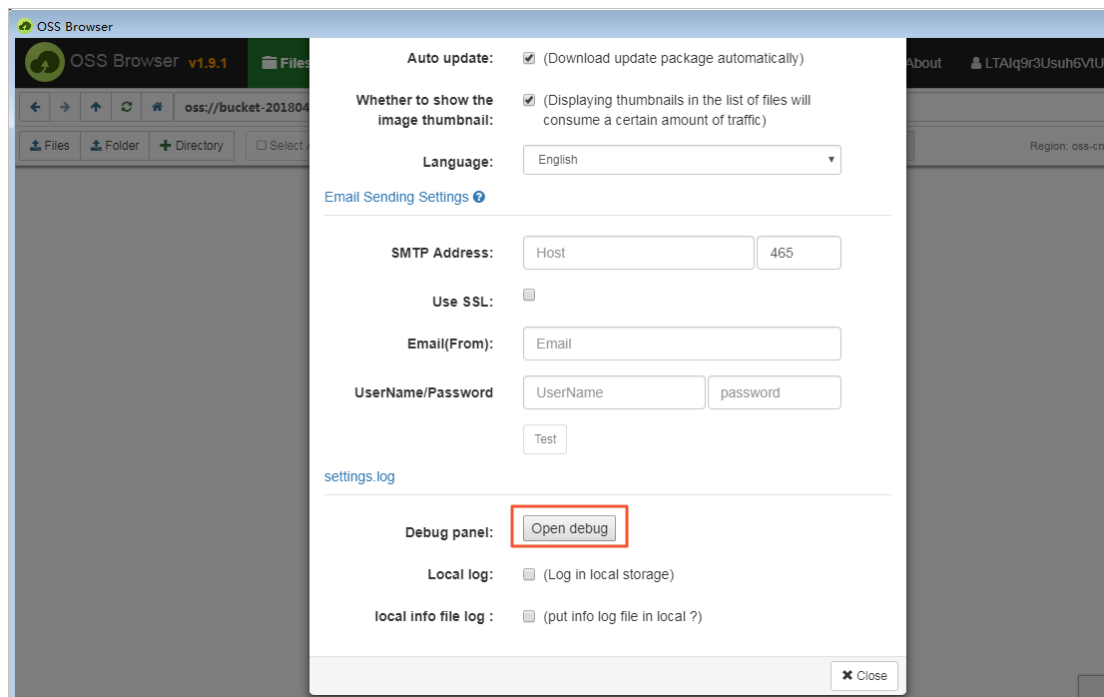 OSS Browser
OSS Browser v1.9.1 Files About LTAIq9r3Usuh6VtU
oss://bucket-201804
Files Folder Directory Select Region: oss-cn
Auto update: (Download update package automatically)
Whether to show the image thumbnail: (Displaying thumbnails in the list of files will
consume a certain amount of traffic)
Language: English
Email Sending Settings
SMTP Address: Host 465
Use SSL:
Email(From): Email
UserName/Password UserName password
Test
settings.log
Debug panel: Open debug
Local log: (Log in local storage)
local info file log : (put info log file in local ?)
Close